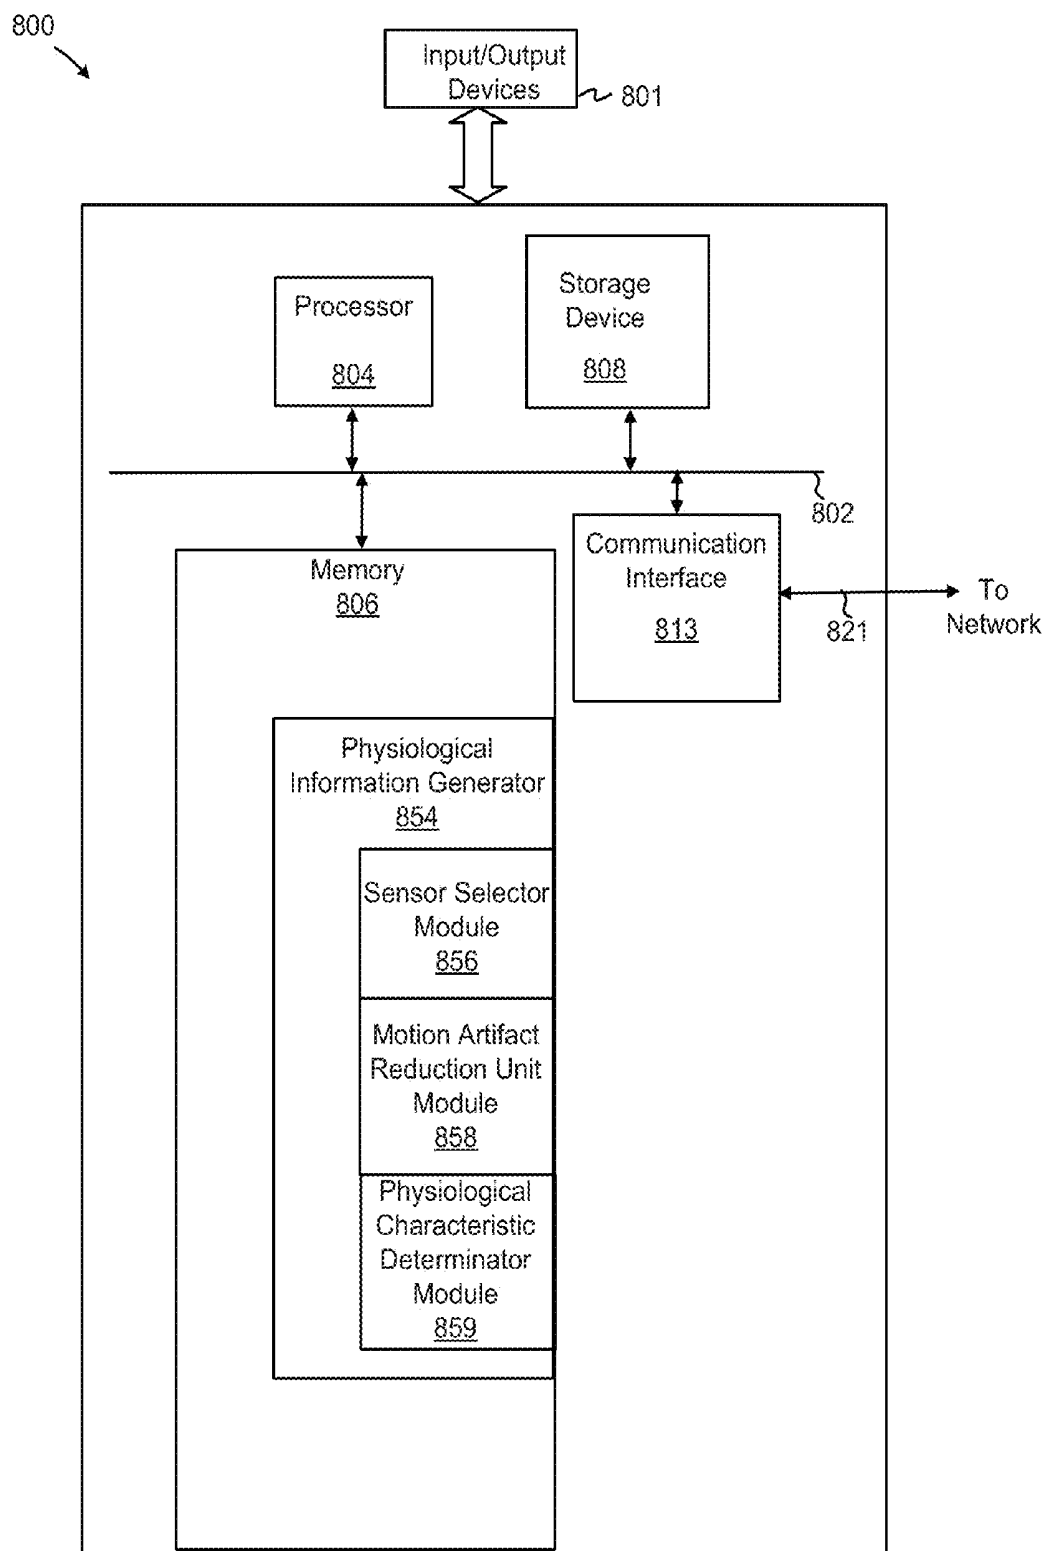 800
Input/Output
Devices
801
Processor
804
Storage
Device
808
802
Memory
806
Communication
Interface
813
821
To
Network
Physiological
Information Generator
854
Sensor Selector
Module
856
Motion Artifact
Reduction Unit
Module
858
Physiological
Characteristic
Determinator
Module
859